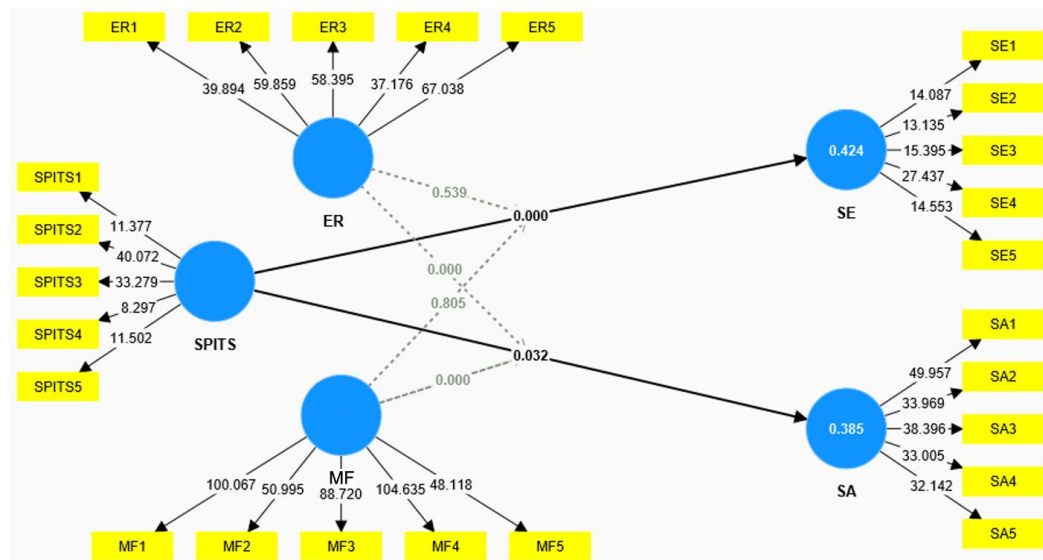 ER1 ER2 ER3 ER4 ER5
39.894 59.859 58.395 37.176 67.038
ER
SPITS1
SPITS2
SPITS3
SPITS4
SPITS5
11.377
40.072
33.279
8.297
11.502
SPITS
0.539
0.000
0.000
0.805
0.032
0.000
SE1
SE2
SE3
SE4
SE5
14.087
13.135
15.395
27.437
14.553
0.424
SE
SA1
SA2
SA3
SA4
SA5
49.957
33.969
38.396
33.005
32.142
0.385
SA
MF
100.067 50.995 88.720 104.635 48.118
MF1 MF2 MF3 MF4 MF5